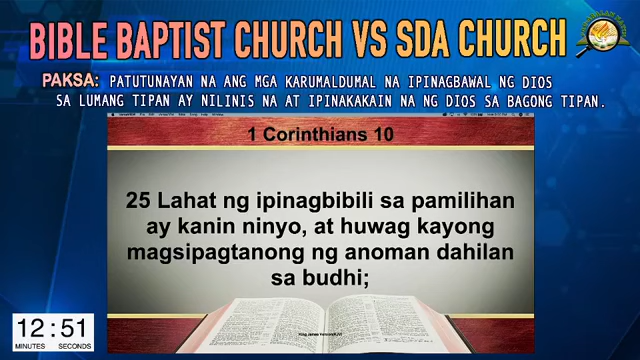 BIBLE BAPTIST CHURCH VS SDA CHURCH
PAKSA: PATUTUNAYAN NA ANG MGA KARUMALDUMAL NA IPINAGBAWAL NG DIOS
SA LUMANG TIPAN AY NILINIS NA AT IPINAKAKAIN NA NG DIOS SA BAGONG TIPAN.
1 Corinthians 10
25 Lahat ng ipinagbibili sa pamilihan
ay kanin ninyo, at huwag kayong
magsipagtanong ng anoman dahilan
sa budhi;
12:51
MINUTES SECONDS